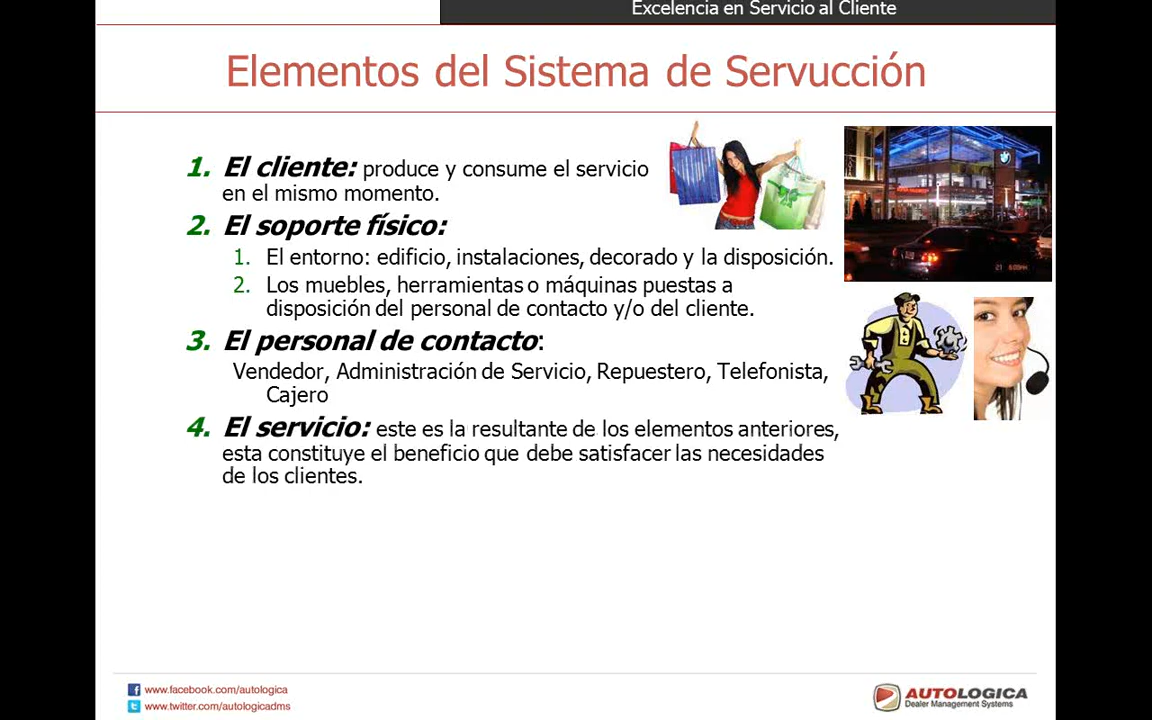 Excelencia en Servicio al Cliente
Elementos del Sistema de Servucción
1. El cliente: produce y consume el servicio
en el mismo momento.
2. El soporte físico:
1. El entorno: edificio, instalaciones, decorado y la disposición.
2. Los muebles, herramientas o máquinas puestas a
disposición del personal de contacto y/o del cliente.
3. El personal de contacto:
Vendedor, Administración de Servicio, Repuestero, Telefonista,
Cajero
4. El servicio: este es la resultante de los elementos anteriores,
esta constituye el beneficio que debe satisfacer las necesidades
de los clientes.
www.facebook.com/autologica
www.twitter.com/autologicadms
AUTOLOGICA
Dealer Management Systems